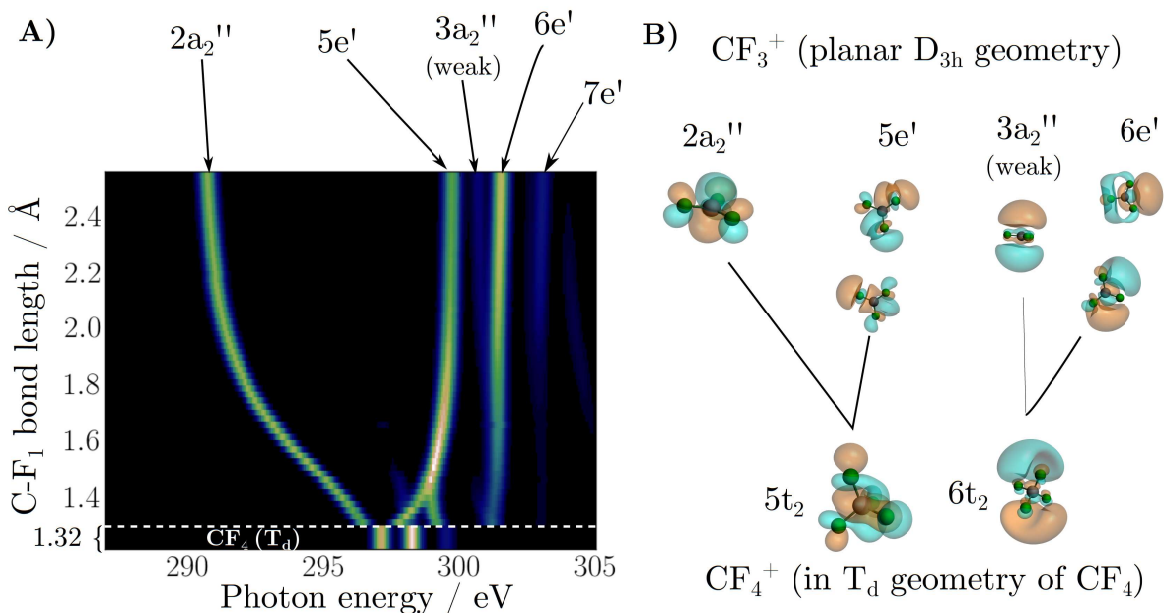 A)
2a₂''
5e'
3a₂''
(weak)
6e'
7e'
C-F₁ bond length / Å
2.4
2.2
2.0
1.8
1.6
1.4
1.32 {
CF₄ (T_d)
290
295
300
305
Photon energy / eV
B)
CF₃⁺ (planar D₃ₕ geometry)
2a₂''
5e'
3a₂''
(weak)
6e'
5t₂
6t₂
CF₄⁺ (in T_d geometry of CF₄)